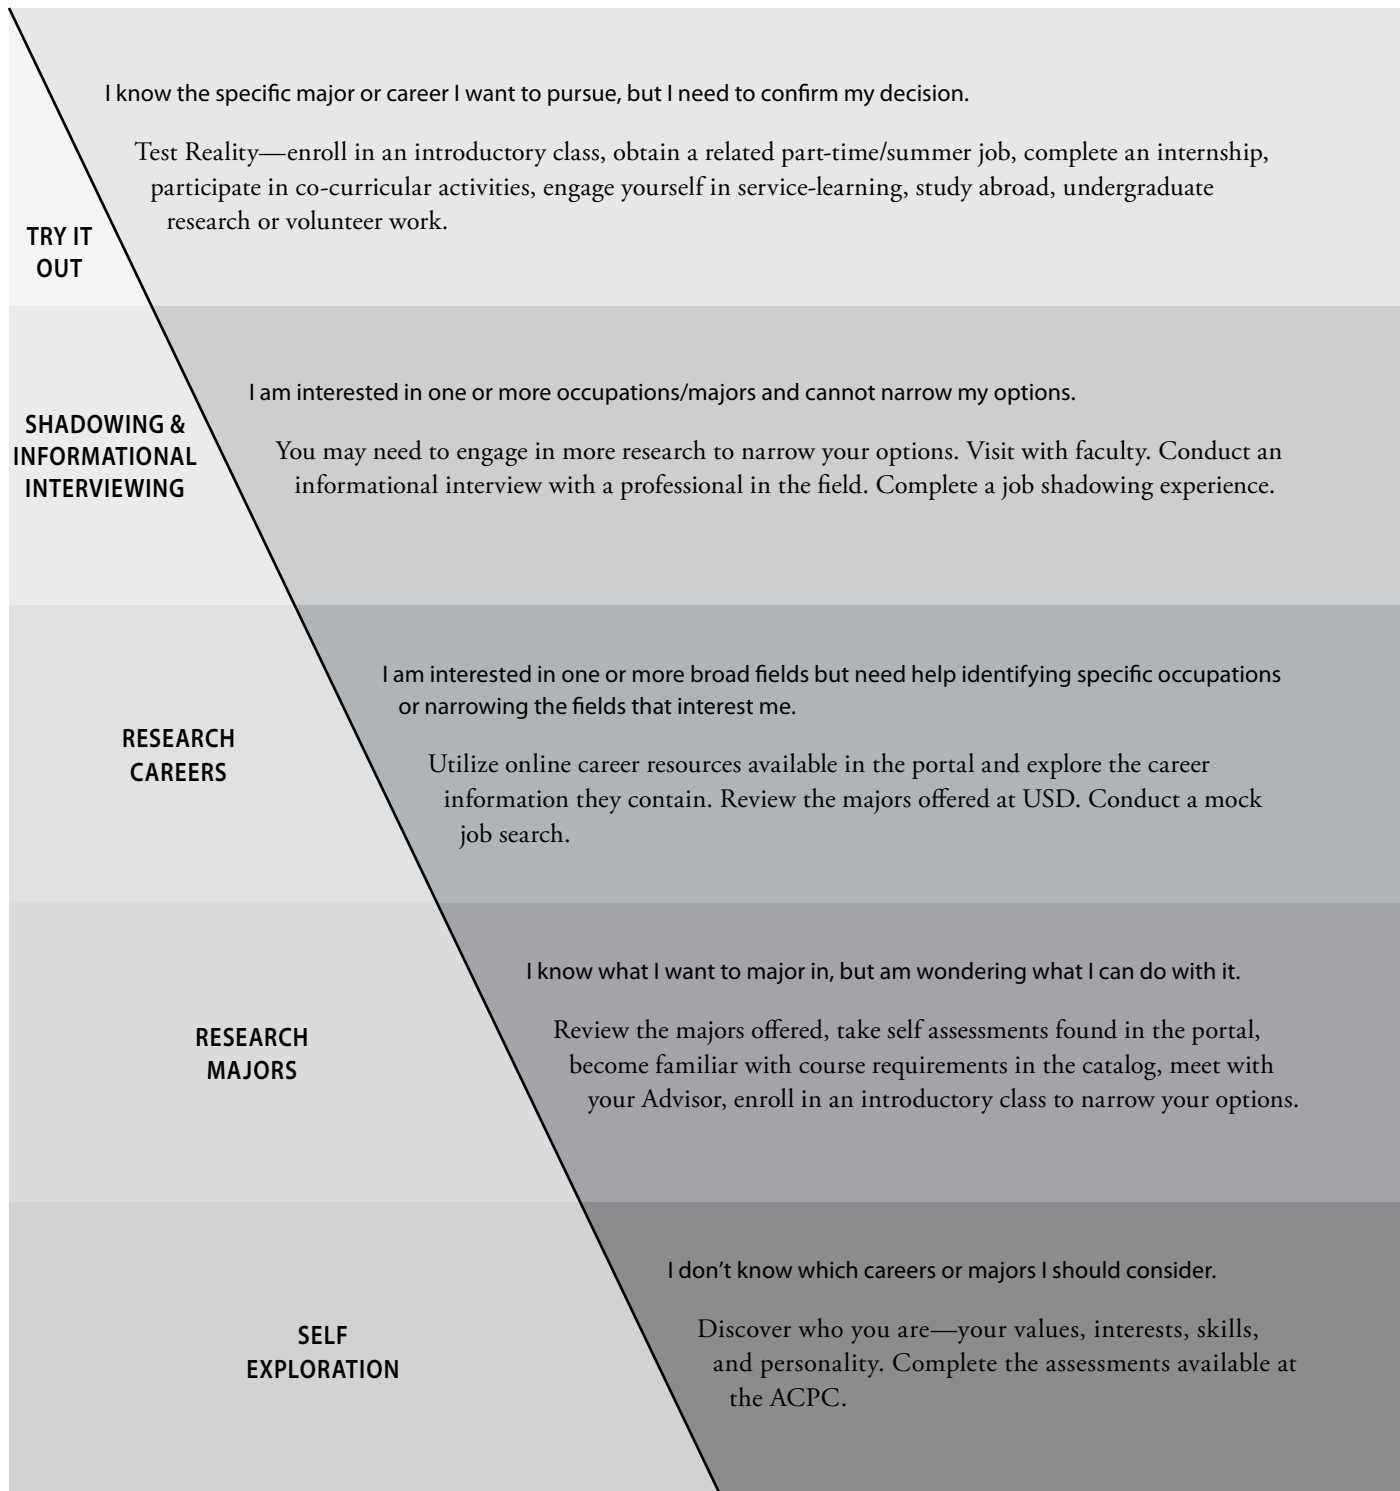 I know the specific major or career I want to pursue, but I need to confirm my decision.
Test Reality—enroll in an introductory class, obtain a related part-time/summer job, complete an internship,
participate in co-curricular activities, engage yourself in service-learning, study abroad, undergraduate
research or volunteer work.
TRY IT
OUT
I am interested in one or more occupations/majors and cannot narrow my options.
You may need to engage in more research to narrow your options. Visit with faculty. Conduct an
informational interview with a professional in the field. Complete a job shadowing experience.
SHADOWING &
INFORMATIONAL
INTERVIEWING
I am interested in one or more broad fields but need help identifying specific occupations
or narrowing the fields that interest me.
Utilize online career resources available in the portal and explore the career
information they contain. Review the majors offered at USD. Conduct a mock
job search.
RESEARCH
CAREERS
I know what I want to major in, but am wondering what I can do with it.
Review the majors offered, take self assessments found in the portal,
become familiar with course requirements in the catalog, meet with
your Advisor, enroll in an introductory class to narrow your options.
RESEARCH
MAJORS
I don't know which careers or majors I should consider.
Discover who you are—your values, interests, skills,
and personality. Complete the assessments available at
the ACPC.
SELF
EXPLORATION